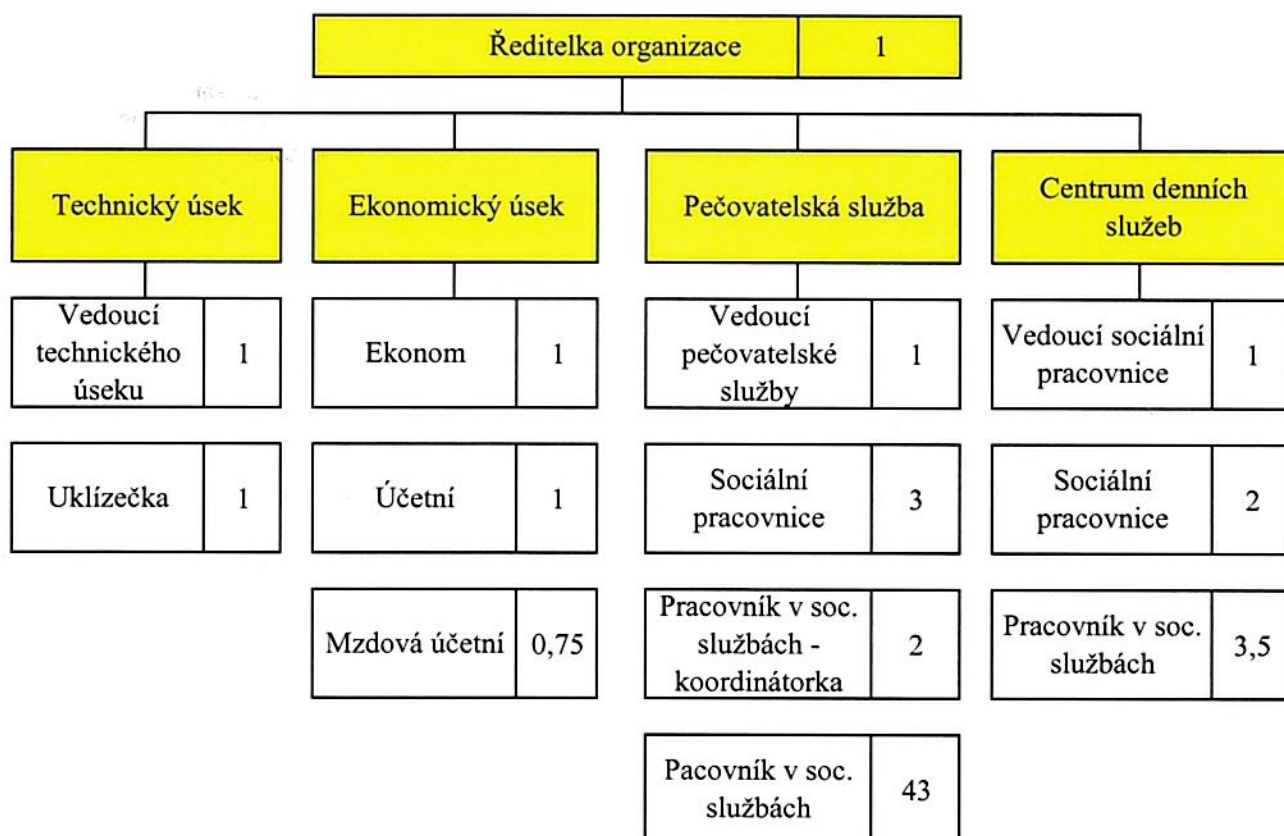 Ředitelka organizace 1
Technický úsek
Ekonomický úsek
Pečovatelská služba
Centrum denních
služeb
Vedoucí
technického
úseku
1
Ekonom 1
Vedoucí
pečovatelské
služby
1
Vedoucí sociální
pracovnice
1
Uklízečka 1
Účetní 1
Sociální
pracovnice
3
Sociální
pracovnice
2
Mzdová účetní 0,75
Pracovník v soc.
službách -
koordinátorka
2
Pracovník v soc.
službách
3,5
Pacovník v soc.
službách
43